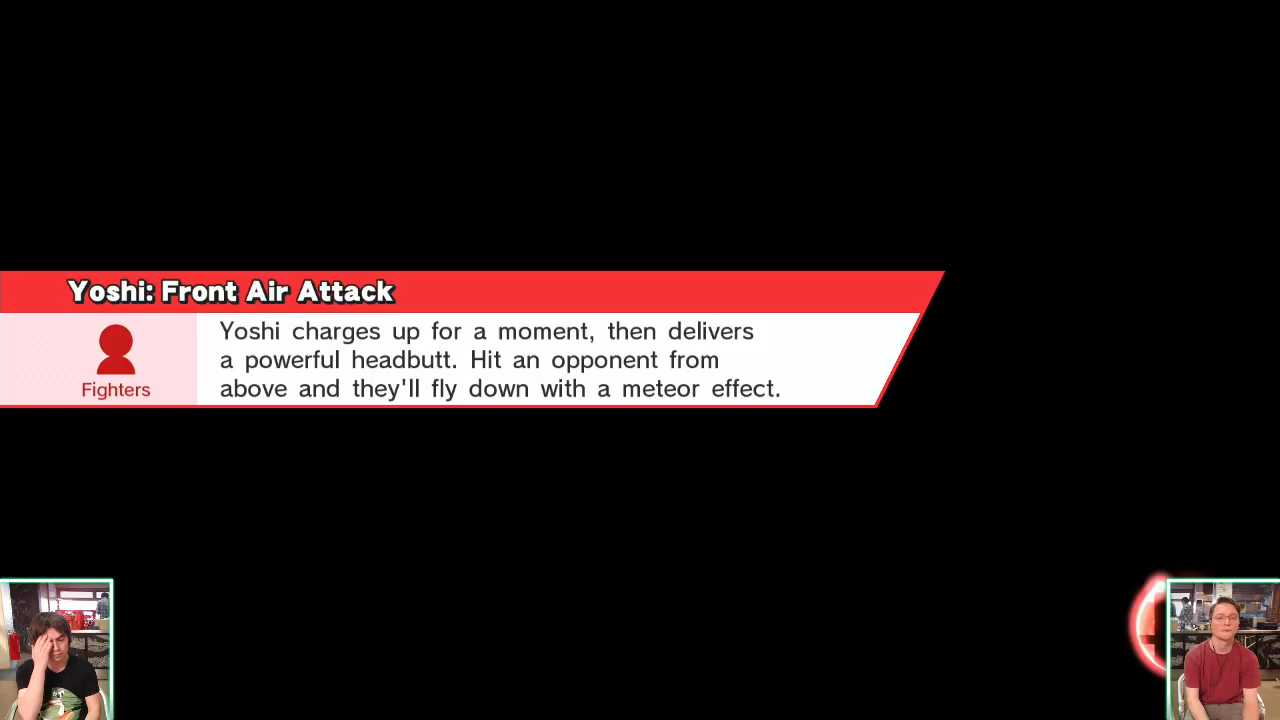 Yoshi: Front Air Attack
Fighters
Yoshi charges up for a moment, then delivers
a powerful headbutt. Hit an opponent from
above and they'll fly down with a meteor effect.